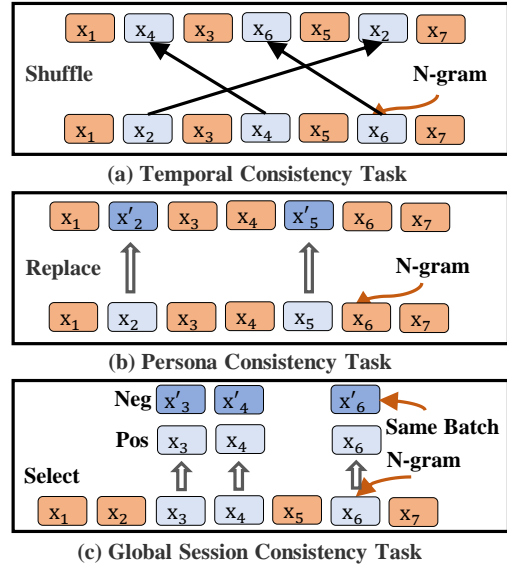 x₁ x₄ x₃ x₆ x₅ x₂ x₇
Shuffle
N-gram
x₁ x₂ x₃ x₄ x₅ x₆ x₇
(a) Temporal Consistency Task
x₁ x'₂ x₃ x₄ x'₅ x₆ x₇
Replace
N-gram
x₁ x₂ x₃ x₄ x₅ x₆ x₇
(b) Persona Consistency Task
Neg x'₃ x'₄ x'₆
Same Batch
Pos x₃ x₄ x₆
N-gram
Select
x₁ x₂ x₃ x₄ x₅ x₆ x₇
(c) Global Session Consistency Task